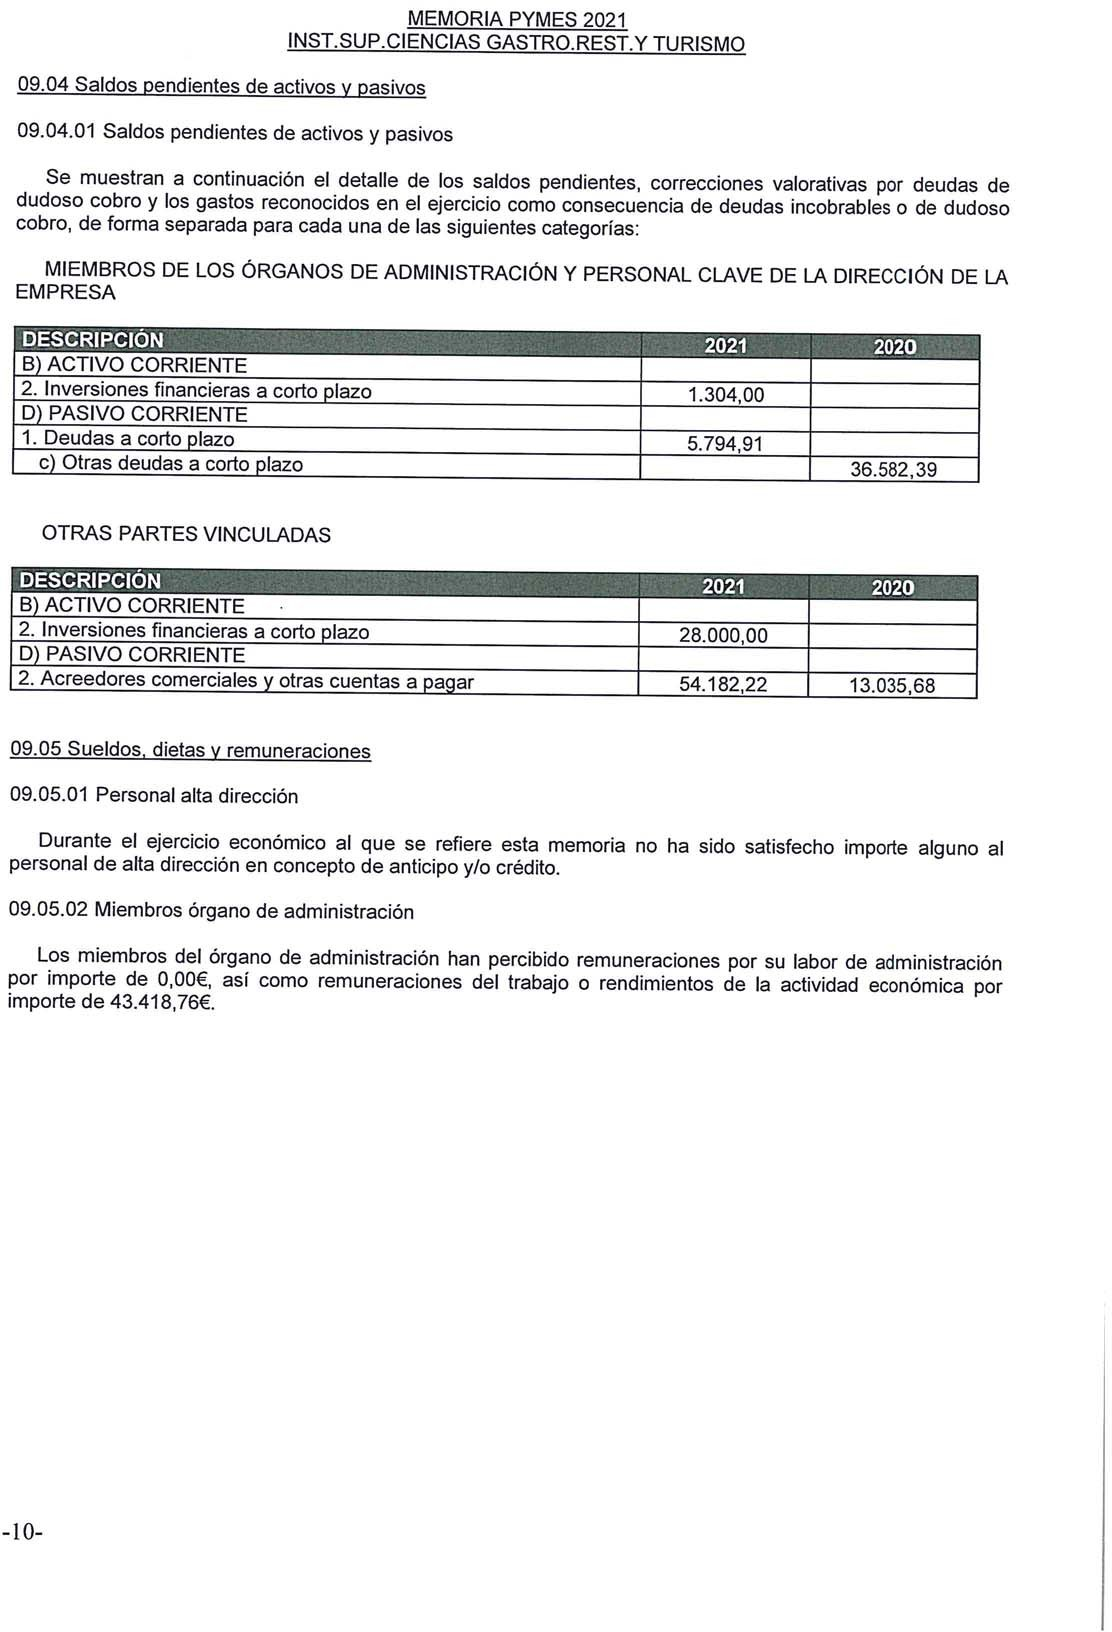 MEMORIA PYMES 2021
INST.SUP.CIENCIAS GASTRO.REST.Y TURISMO
09.04 Saldos pendientes de activos y pasivos
09.04.01 Saldos pendientes de activos y pasivos
Se muestran a continuación el detalle de los saldos pendientes, correcciones valorativas por deudas de
dudoso cobro y los gastos reconocidos en el ejercicio como consecuencia de deudas incobrables o de dudoso
cobro, de forma separada para cada una de las siguientes categorías:
MIEMBROS DE LOS ÓRGANOS DE ADMINISTRACIÓN Y PERSONAL CLAVE DE LA DIRECCIÓN DE LA
EMPRESA
DESCRIPCIÓN 2021 2020
B) ACTIVO CORRIENTE
2. Inversiones financieras a corto plazo 1.304,00
D) PASIVO CORRIENTE
1. Deudas a corto plazo 5.794,91
c) Otras deudas a corto plazo 36.582,39
OTRAS PARTES VINCULADAS
DESCRIPCIÓN 2021 2020
B) ACTIVO CORRIENTE
2. Inversiones financieras a corto plazo 28.000,00
D) PASIVO CORRIENTE
2. Acreedores comerciales y otras cuentas a pagar 54.182,22 13.035,68
09.05 Sueldos, dietas y remuneraciones
09.05.01 Personal alta dirección
Durante el ejercicio económico al que se refiere esta memoria no ha sido satisfecho importe alguno al
personal de alta dirección en concepto de anticipo y/o crédito.
09.05.02 Miembros órgano de administración
Los miembros del órgano de administración han percibido remuneraciones por su labor de administración
por importe de 0,00€, así como remuneraciones del trabajo o rendimientos de la actividad económica por
importe de 43.418,76€.
-10-